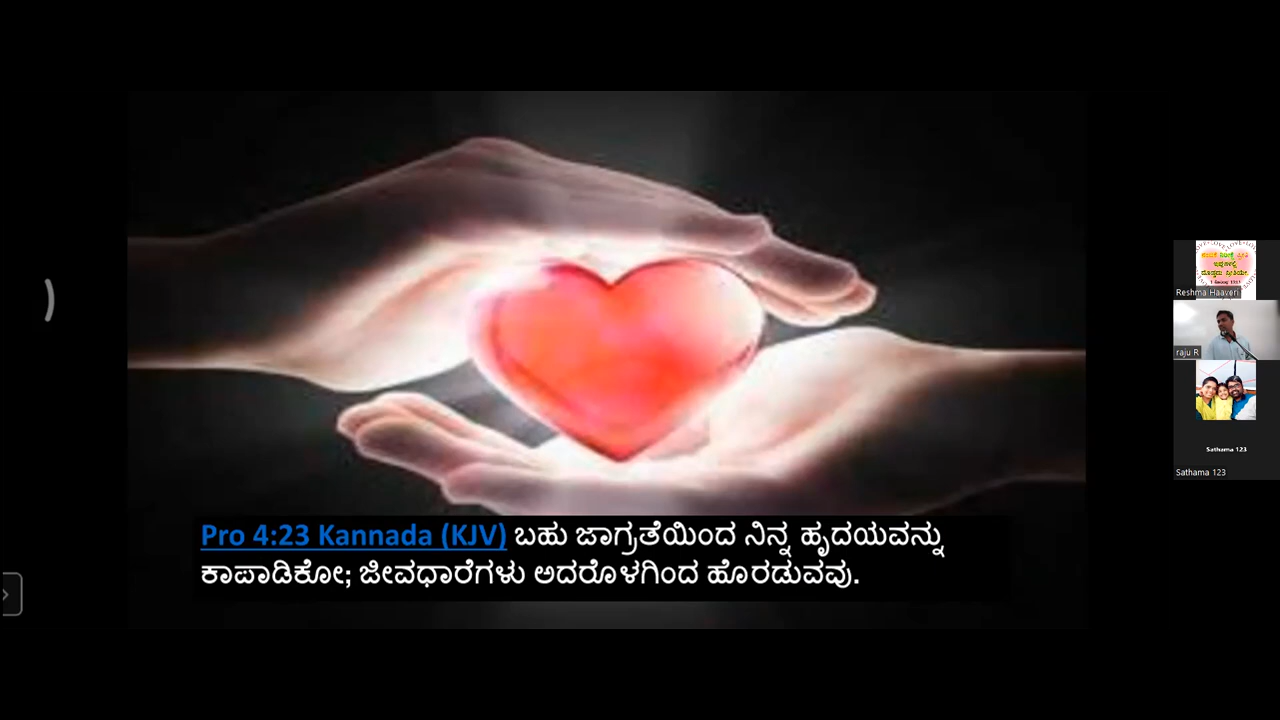 Pro 4:23 Kannada (KJV) ಬಹು ಜಾಗ್ರತೆಯಿಂದ ನಿನ್ನ ಹೃದಯವನ್ನು
ಕಾಪಾಡಿಕೋ; ಜೀವಧಾರೆಗಳು ಅದರೊಳಗಿಂದ ಹೊರಡುವವು.
Reshma Haaveri
raju R
Sathama 123
Sathama 123